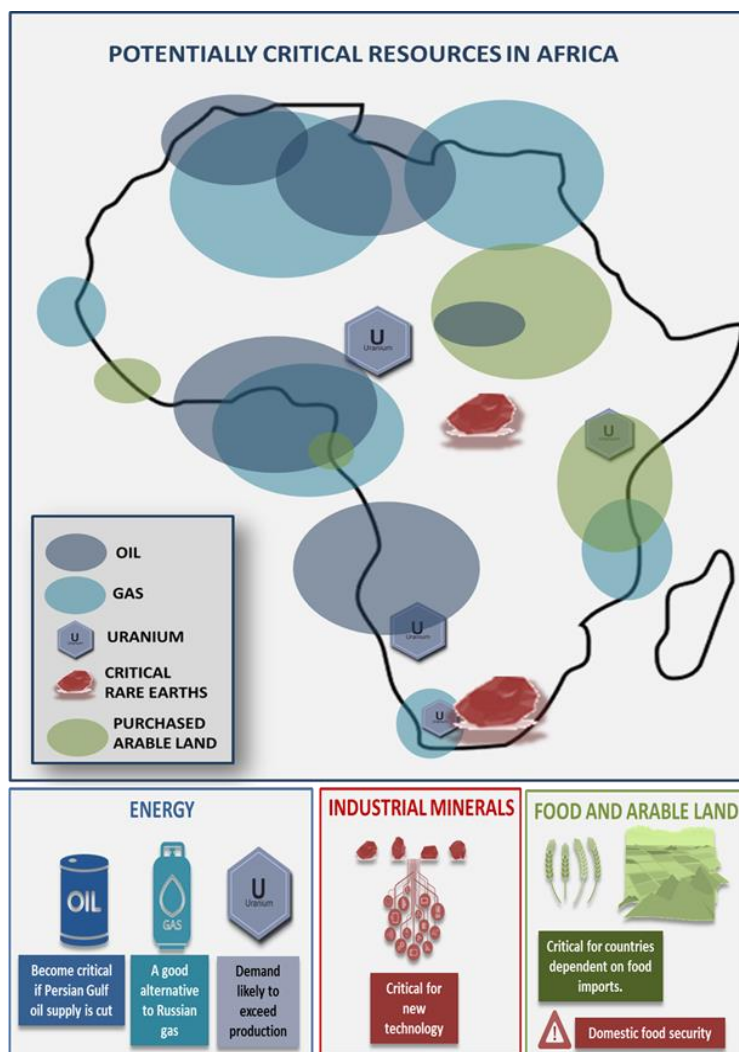 POTENTIALLY CRITICAL RESOURCES IN AFRICA
U
Uranium
U
U
Uranium
U
OIL
GAS
U
URANIUM
CRITICAL
RARE EARTHS
PURCHASED
ARABLE LAND
ENERGY
OIL
GAS
U
Uranium
Become critical
if Persian Gulf
oil supply is cut
A good
alternative
to Russian
gas
Demand
likely to
exceed
production
INDUSTRIAL MINERALS
Critical for
new
technology
FOOD AND ARABLE LAND
Critical for countries
dependent on food
imports.
Domestic food security